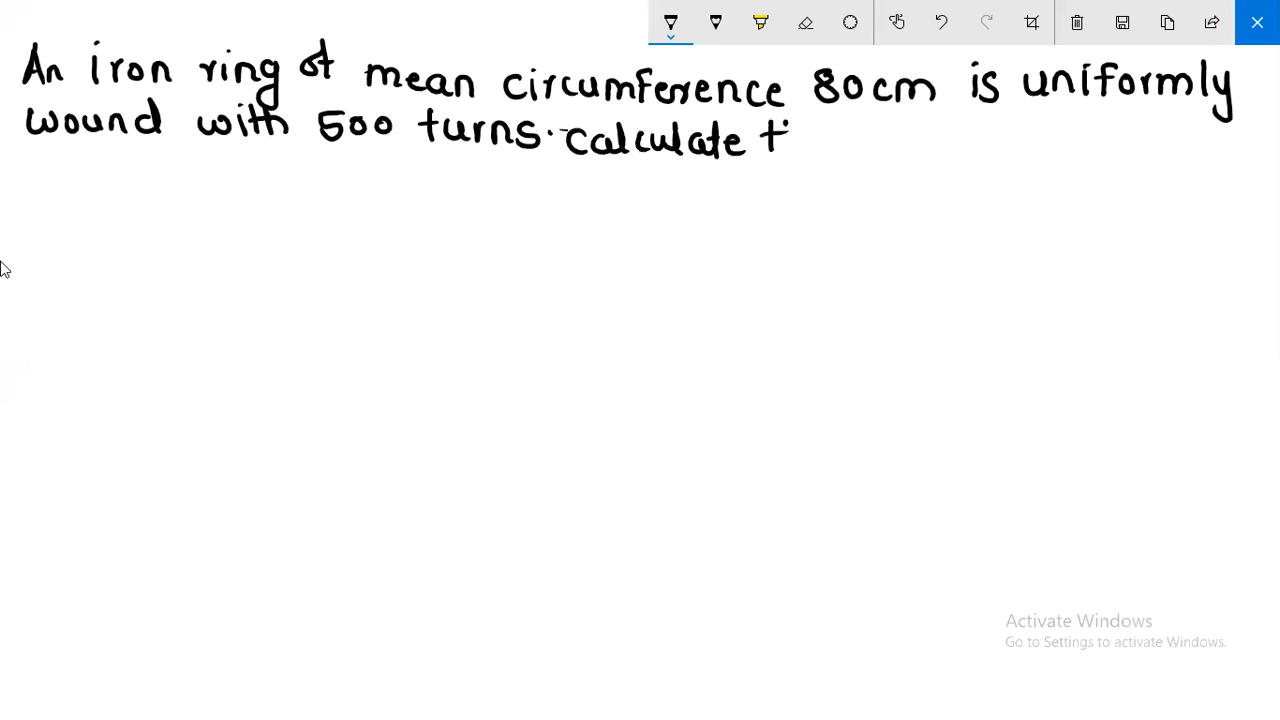 An iron ring of mean circumference 80cm is uniformly
wound with 500 turns. calculate t
Activate Windows
Go to Settings to activate Windows.